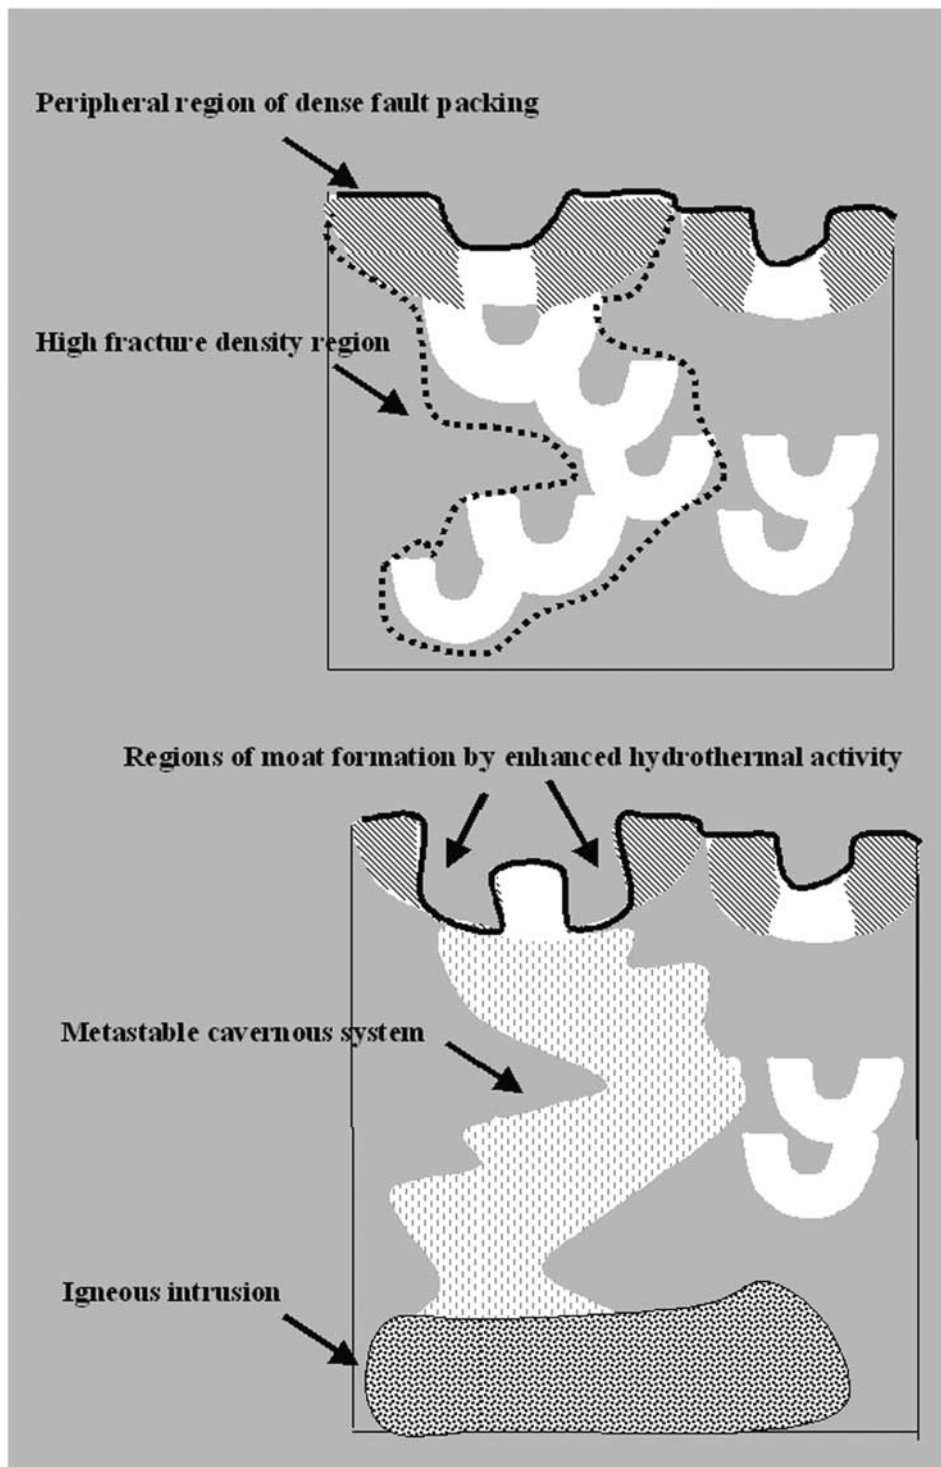 Peripheral region of dense fault packing
High fracture density region
Regions of moat formation by enhanced hydrothermal activity
Metastable cavernous system
Igneous intrusion